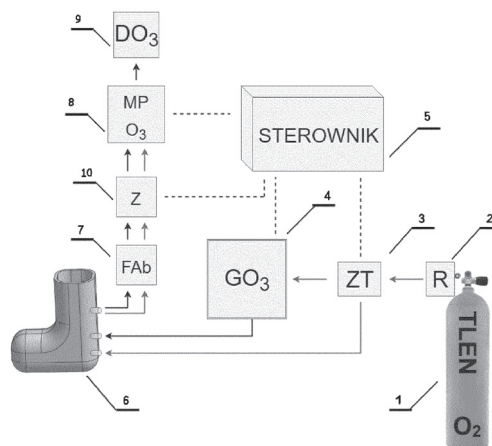 9
DO₃
8
MP
O₃
10
Z
7
FAb
6
STEROWNIK
5
4
GO₃
3
ZT
2
R
TLEN
O₂
1